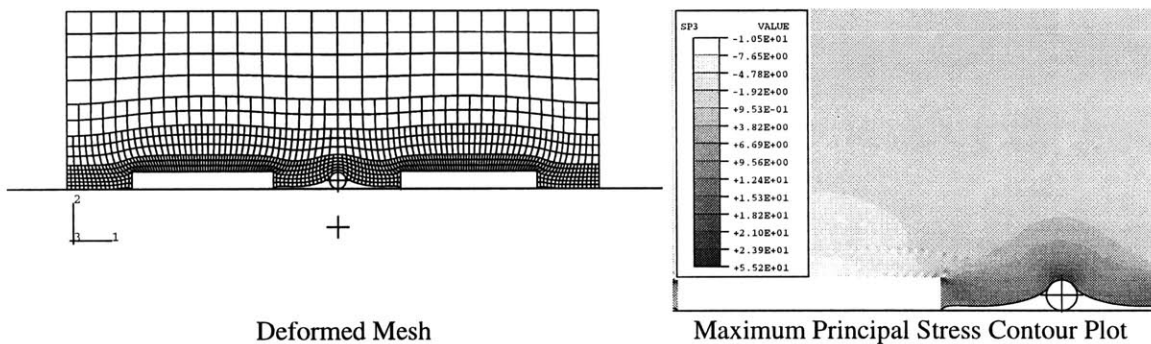 2
3 1
Deformed Mesh
SP3 VALUE
-1.05E+01
-7.65E+00
-4.78E+00
-1.92E+00
+9.53E-01
+3.82E+00
+6.69E+00
+9.56E+00
+1.24E+01
+1.53E+01
+1.82E+01
+2.10E+01
+2.39E+01
+5.52E+01
Maximum Principal Stress Contour Plot